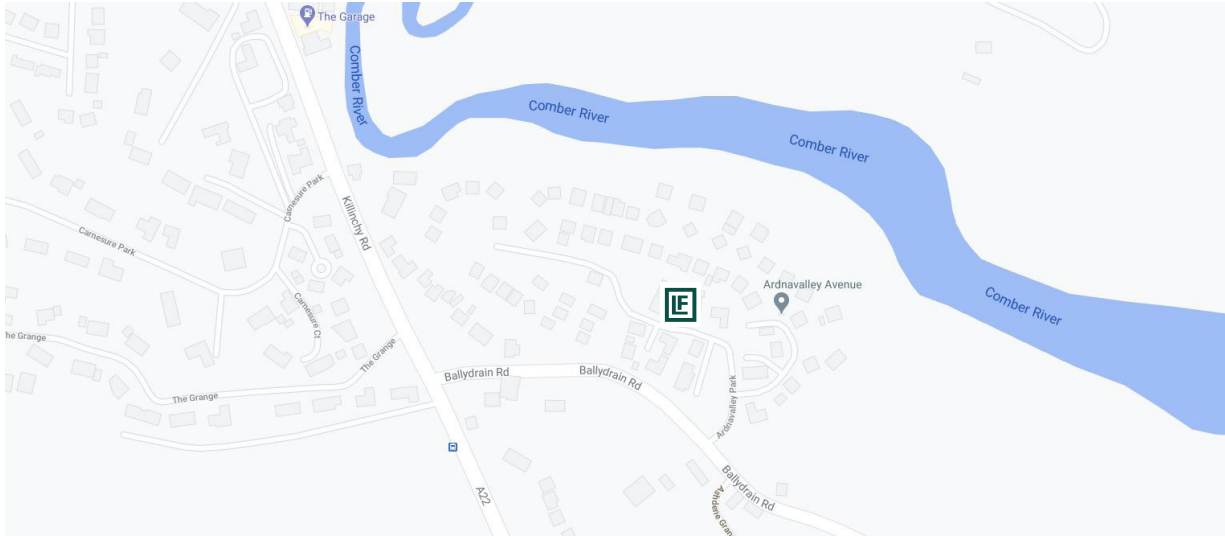 The Garage
Comber River
Comber River
Comber River
Comber River
Carnesure Park
Killinchy Rd
Carnesure Park
Carnesure Ct
Ardnavalley Avenue
LF
The Grange
The Grange
The Grange
Ballydrain Rd
Ballydrain Rd
Ardnavalley Park
Ballydrain Rd
A22